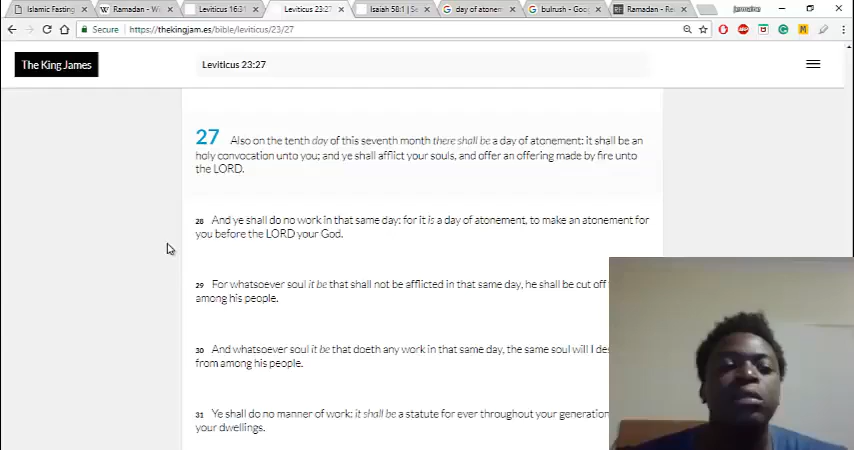 Islamic Fasting
Ramadan - W
Leviticus 16:31
Leviticus 23:27
Isaiah 58:1 | Se
day of atonem
bulrush - Goo
Ramadan - Re
Secure
https://thekingjam.es/bible/leviticus/23/27
The King James
Leviticus 23:27
27 Also on the tenth day of this seventh month there shall be a day of atonement: it shall be an
holy convocation unto you; and ye shall afflict your souls, and offer an offering made by fire unto
the LORD.
28 And ye shall do no work in that same day: for it is a day of atonement, to make an atonement for
you before the LORD your God.
29 For whatsoever soul it be that shall not be afflicted in that same day, he shall be cut off
among his people.
30 And whatsoever soul it be that doeth any work in that same day, the same soul will I des
from among his people.
31 Ye shall do no manner of work: it shall be a statute for ever throughout your generation
your dwellings.